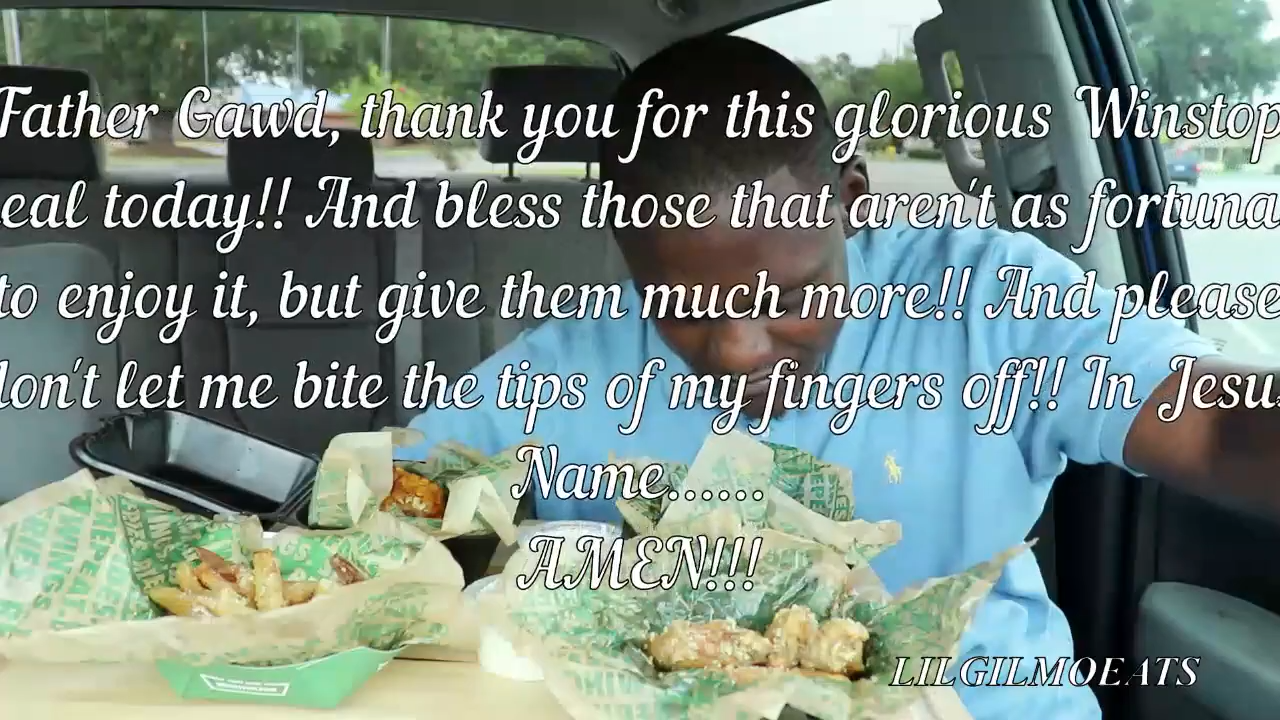 Father Gawd, thank you for this glorious Winstop
eal today!! And bless those that aren't as fortuna
to enjoy it, but give them much more!! And please
don't let me bite the tips of my fingers off!! In Jesu
Name......
AMEN!!!
LILGILMOEATS